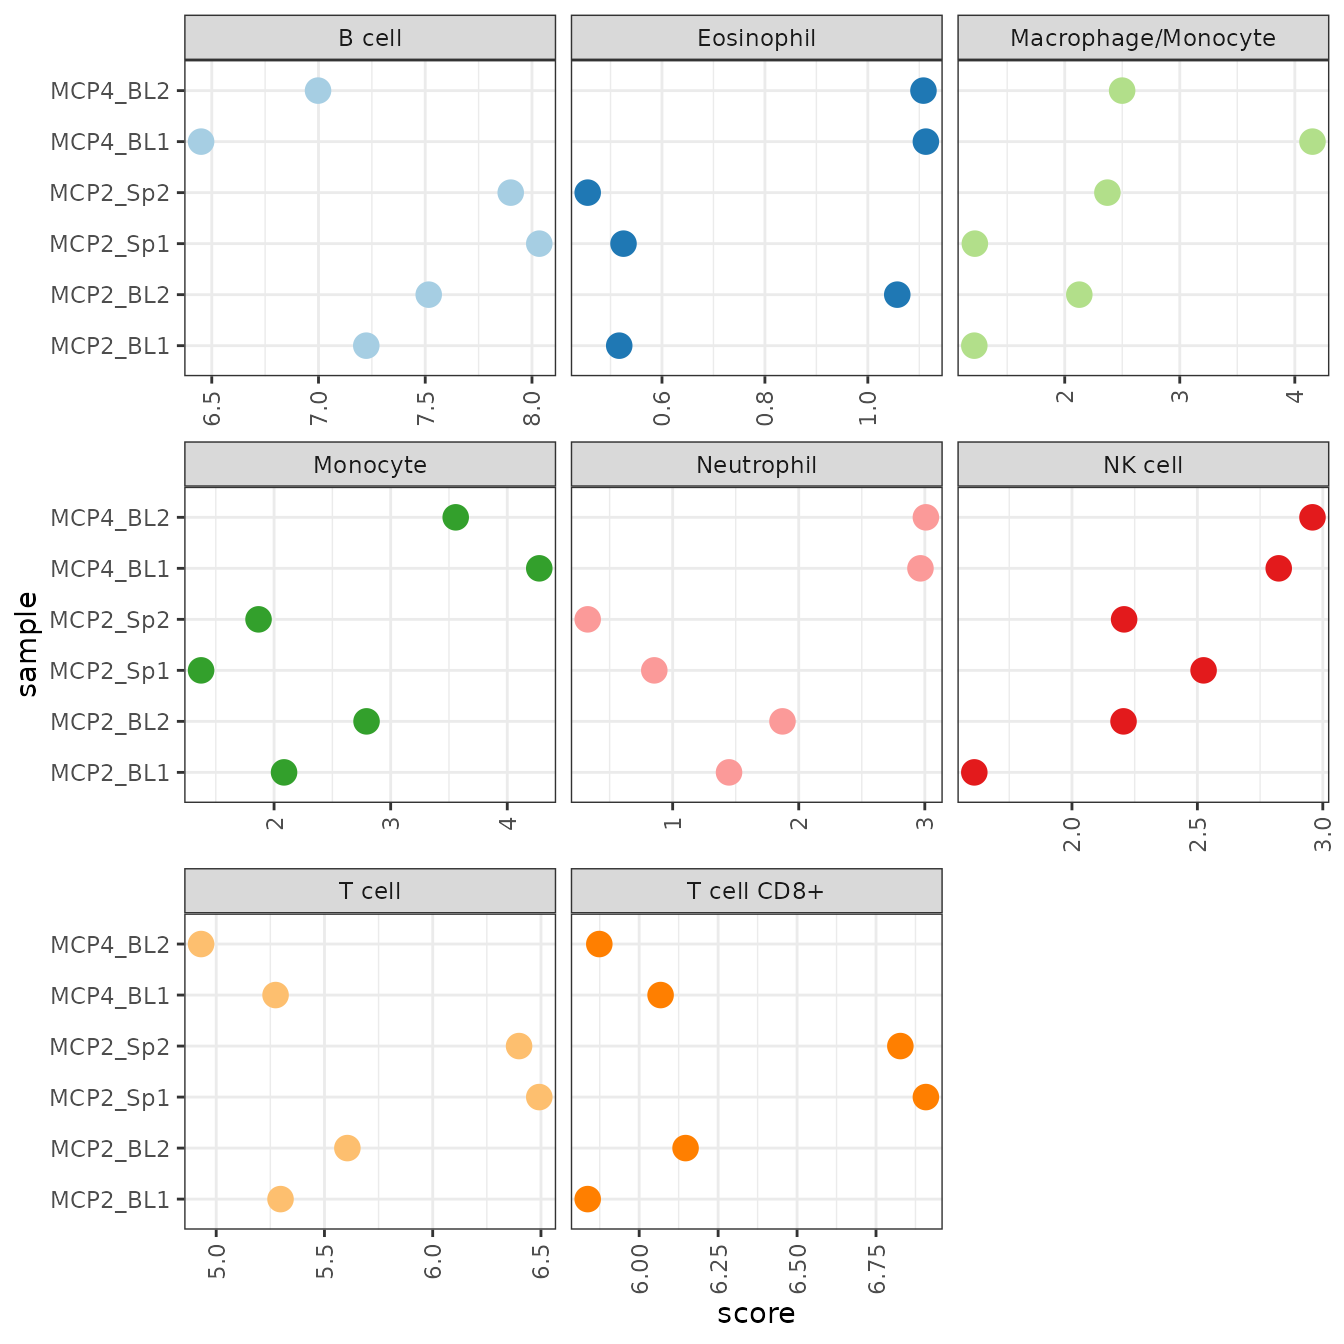 B cell
Eosinophil
Macrophage/Monocyte
MCP4_BL2
MCP4_BL1
MCP2_Sp2
MCP2_Sp1
MCP2_BL2
MCP2_BL1
6.5 7.0 7.5 8.0
0.6 0.8 1.0
2 3 4
Monocyte
Neutrophil
NK cell
MCP4_BL2
MCP4_BL1
MCP2_Sp2
MCP2_Sp1
MCP2_BL2
MCP2_BL1
sample
2 3 4
1 2 3
2.0 2.5 3.0
T cell
T cell CD8+
MCP4_BL2
MCP4_BL1
MCP2_Sp2
MCP2_Sp1
MCP2_BL2
MCP2_BL1
5.0 5.5 6.0 6.5
6.00 6.25 6.50 6.75
score